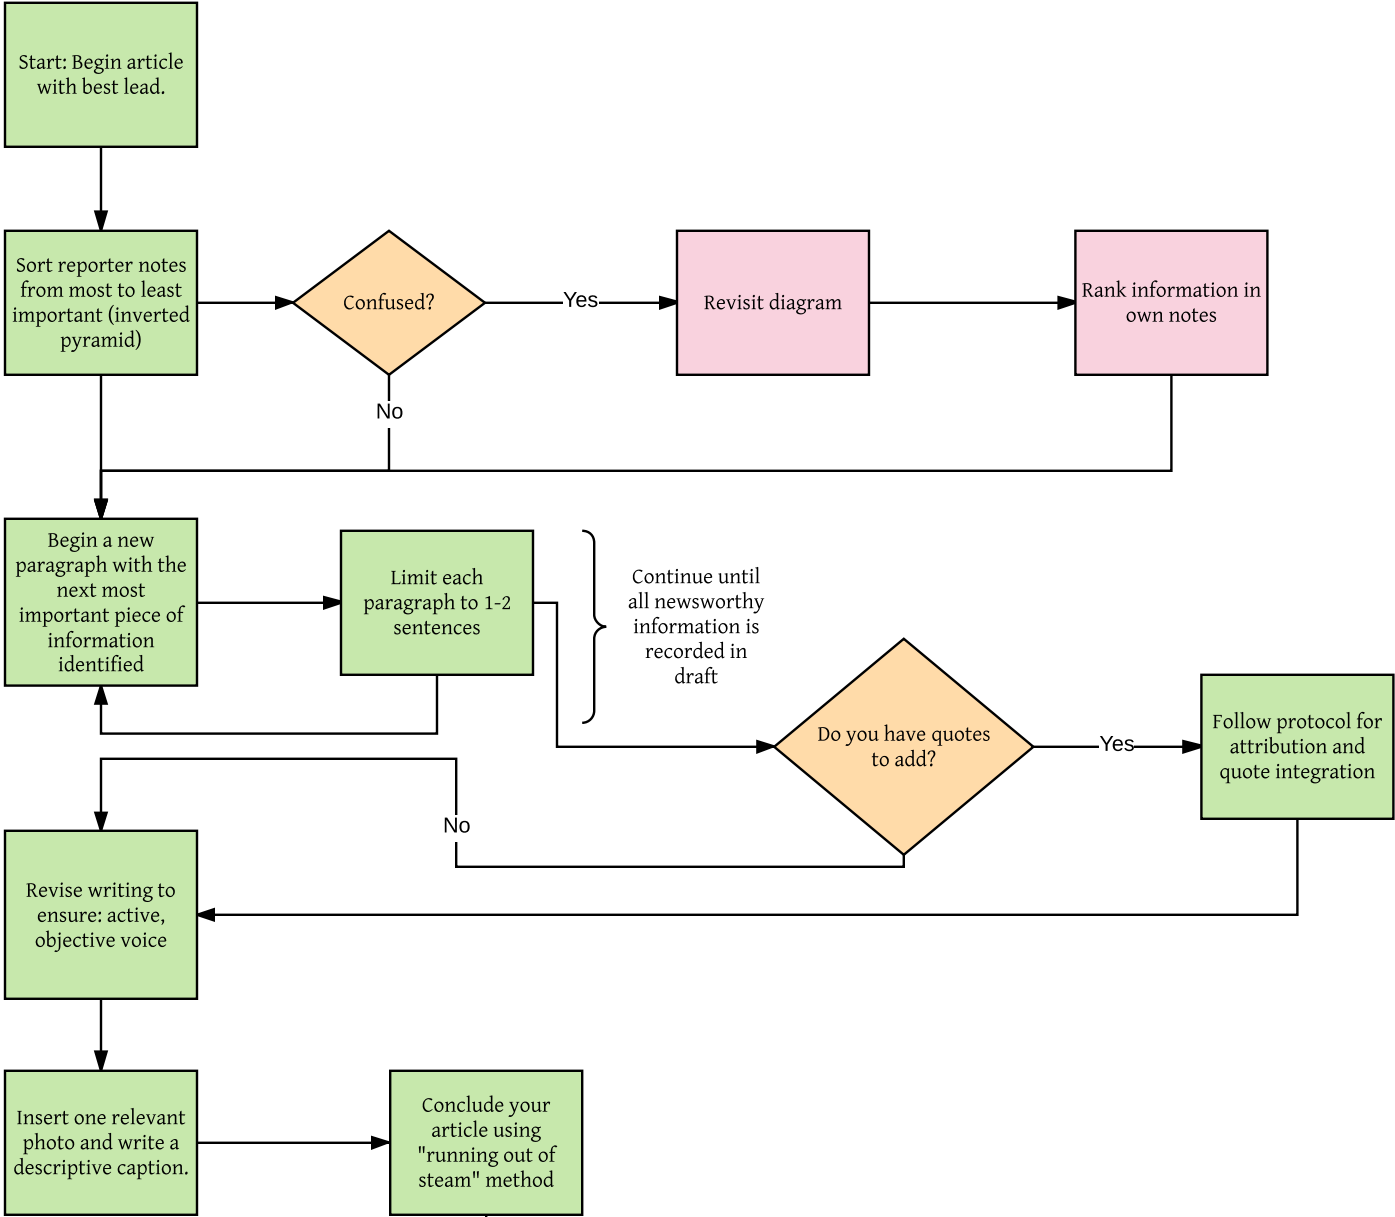 Start: Begin article
with best lead.
Sort reporter notes
from most to least
important (inverted
pyramid)
Confused?
Yes
Revisit diagram
Rank information in
own notes
No
Begin a new
paragraph with the
next most
important piece of
information
identified
Limit each
paragraph to 1-2
sentences
Continue until
all newsworthy
information is
recorded in
draft
Do you have quotes
to add?
Yes
Follow protocol for
attribution and
quote integration
No
Revise writing to
ensure: active,
objective voice
Insert one relevant
photo and write a
descriptive caption.
Conclude your
article using
"running out of
steam" method